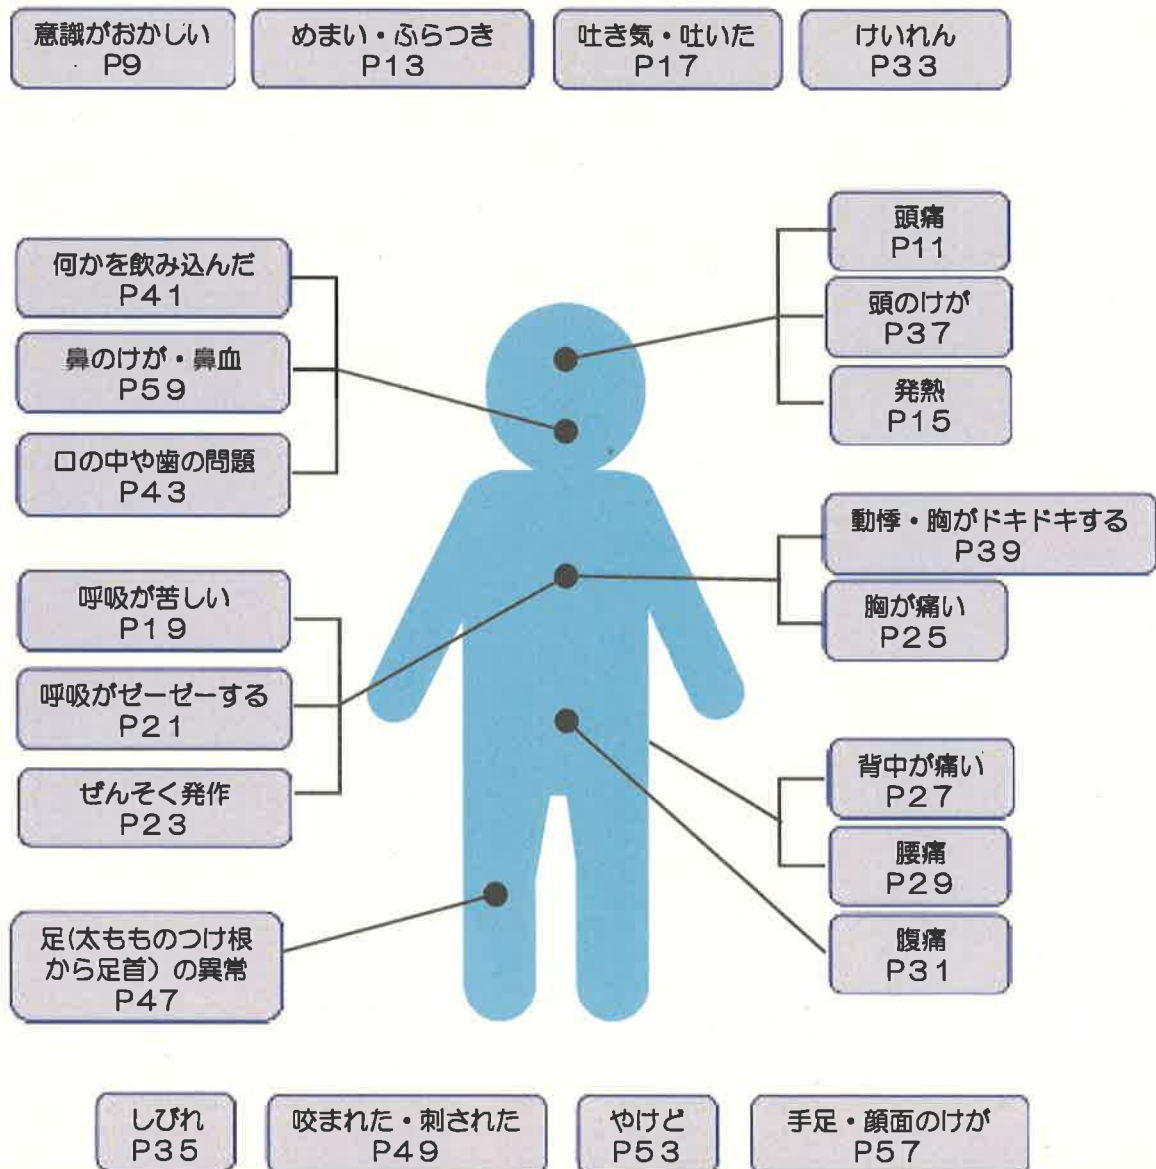 意識がおかしい
P9
めまい・ふらつき
P13
吐き気・吐いた
P17
けいれん
P33
何かを飲み込んだ
P41
鼻のけが・鼻血
P59
口の中や歯の問題
P43
頭痛
P11
頭のけが
P37
発熱
P15
呼吸が苦しい
P19
呼吸がゼーゼーする
P21
ぜんそく発作
P23
動悸・胸がドキドキする
P39
胸が痛い
P25
背中が痛い
P27
腰痛
P29
腹痛
P31
足(太もものつけ根
から足首）の異常
P47
しびれ
P35
咬まれた・刺された
P49
やけど
P53
手足・顔面のけが
P57